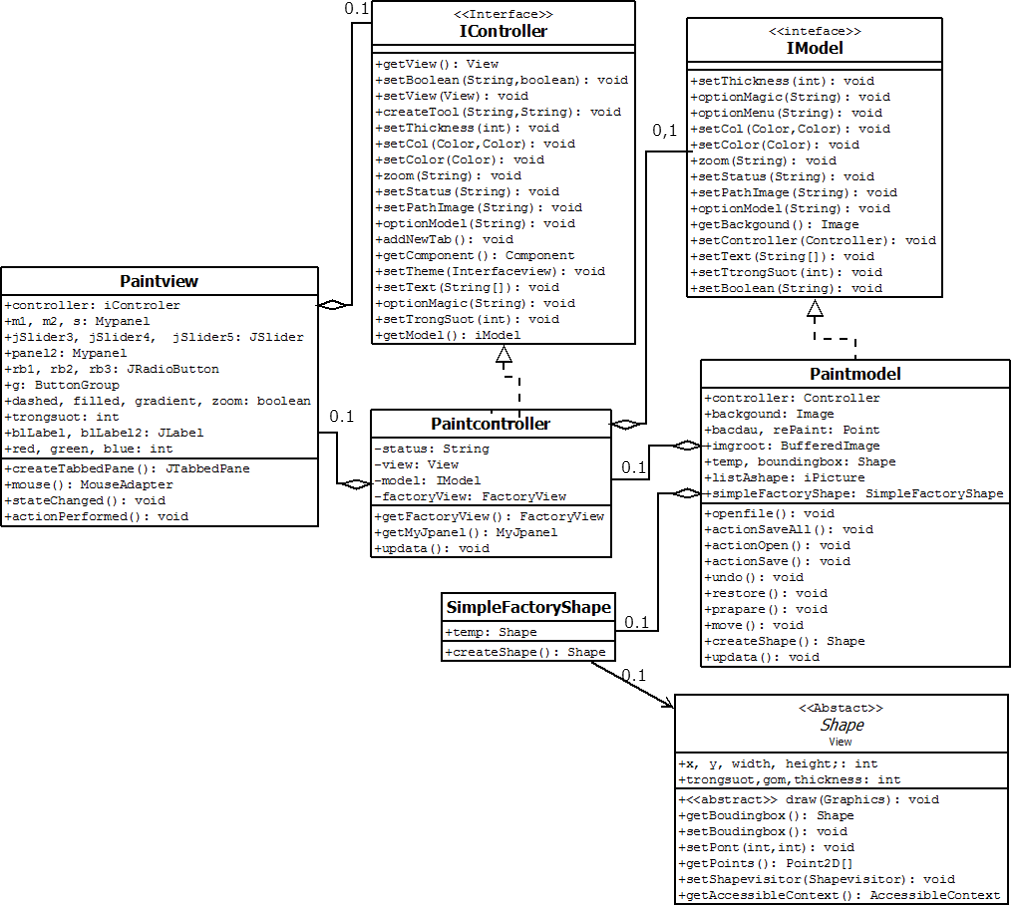 0.1
<<Interface>>
IController
+getView(): View
+setBoolean(String,boolean): void
+setView(View): void
+createTool(String,String): void
+setThickness(int): void
+setCol(Color,Color): void
+setColor(Color): void
+zoom(String): void
+setStatus(String): void
+setPathImage(String): void
+optionModel(String): void
+addNewTab(): void
+getComponent(): Component
+setTheme(Interfaceview): void
+setText(String[]): void
+optionMagic(String): void
+setTrongSuot(int): void
+getModel(): iModel
<<inteface>>
IModel
+setThickness(int): void
+optionMagic(String): void
+optionMenu(String): void
+setCol(Color,Color): void
+setColor(Color): void
+zoom(String): void
+setStatus(String): void
+setPathImage(String): void
+optionModel(String): void
+getBackgound(): Image
+setController(Controller): void
+setText(String[]): void
+setTtrongSuot(int): void
+setBoolean(String): void
0,1
Paintview
+controller: iControler
+m1, m2, s: Mypanel
+jSlider3, jSlider4, jSlider5: JSlider
+panel2: Mypanel
+rb1, rb2, rb3: JRadioButton
+g: ButtonGroup
+dashed, filled, gradient, zoom: boolean
+trongsuot: int
+blLabel, blLabel2: JLabel
+red, green, blue: int
+createTabbedPane(): JTabbedPane
+mouse(): MouseAdapter
+stateChanged(): void
+actionPerformed(): void
0.1
Paintcontroller
-status: String
-view: View
-model: IModel
-factoryView: FactoryView
+getFactoryView(): FactoryView
+getMyJpanel(): MyJpanel
+updata(): void
0.1
Paintmodel
+controller: Controller
+backgound: Image
+bacdau, rePaint: Point
+imgroot: BufferedImage
+temp, boundingbox: Shape
+listAshape: iPicture
+simpleFactoryShape: SimpleFactoryShape
+openfile(): void
+actionSaveAll(): void
+actionOpen(): void
+actionSave(): void
+undo(): void
+restore(): void
+prapare(): void
+move(): void
+createShape(): Shape
+updata(): void
SimpleFactoryShape
+temp: Shape
+createShape(): Shape
0.1
0.1
<<Abstact>>
Shape
View
+x, y, width, height;: int
+trongsuot,gom,thickness: int
+<<abstract>> draw(Graphics): void
+getBoudingbox(): Shape
+setBoudingbox(): void
+setPont(int,int): void
+getPoints(): Point2D[]
+setShapevisitor(Shapevisitor): void
+getAccessibleContext(): AccessibleContext